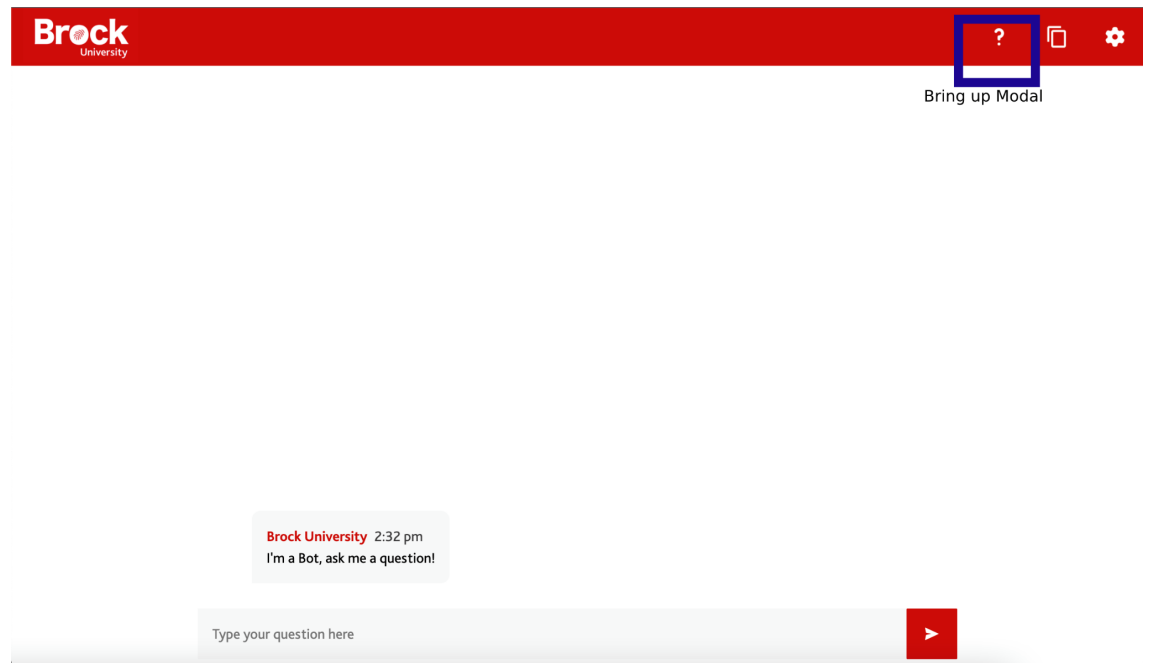 Brock
University
?
Bring up Modal
Brock University 2:32 pm
I'm a Bot, ask me a question!
Type your question here